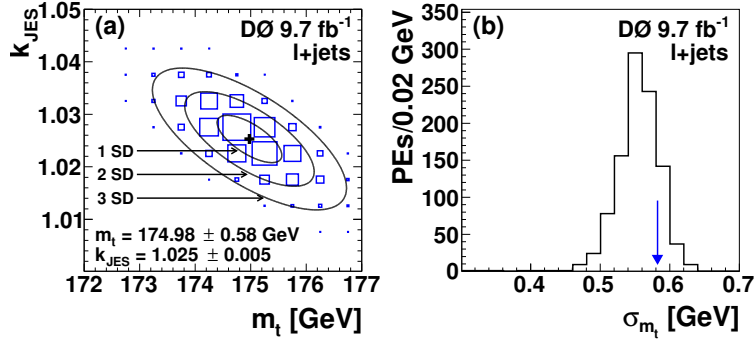 (a)
DØ 9.7 fb⁻¹
l+jets
k_JES
1.05
1.04
1.03
1.02
1.01
1 SD
2 SD
3 SD
m_t = 174.98 ± 0.58 GeV
k_JES = 1.025 ± 0.005
172 173 174 175 176 177
m_t [GeV]
(b)
DØ 9.7 fb⁻¹
l+jets
PEs/0.02 GeV
350
300
250
200
150
100
50
0
0.4 0.5 0.6 0.7
σ_m_t [GeV]